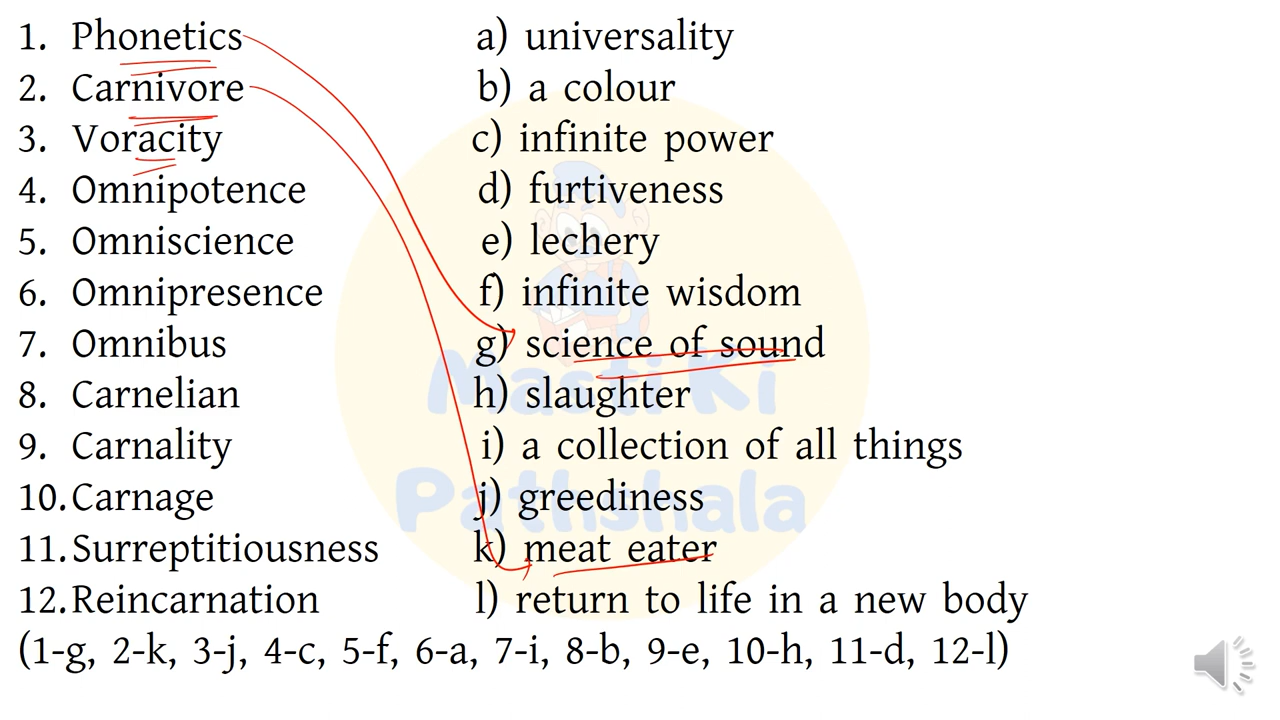 1. Phonetics a) universality
2. Carnivore b) a colour
3. Voracity c) infinite power
4. Omnipotence d) furtiveness
5. Omniscience e) lechery
6. Omnipresence f) infinite wisdom
7. Omnibus g) science of sound
8. Carnelian h) slaughter
9. Carnality i) a collection of all things
10. Carnage j) greediness
11. Surreptitiousness k) meat eater
12. Reincarnation l) return to life in a new body
(1-g, 2-k, 3-j, 4-c, 5-f, 6-a, 7-i, 8-b, 9-e, 10-h, 11-d, 12-l)
Masti Ki
Pathshala